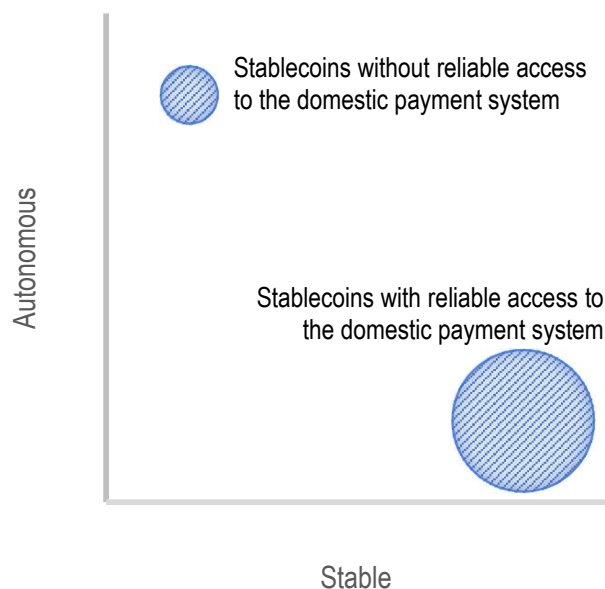 Stablecoins without reliable access
to the domestic payment system
Autonomous
Stablecoins with reliable access to
the domestic payment system
Stable